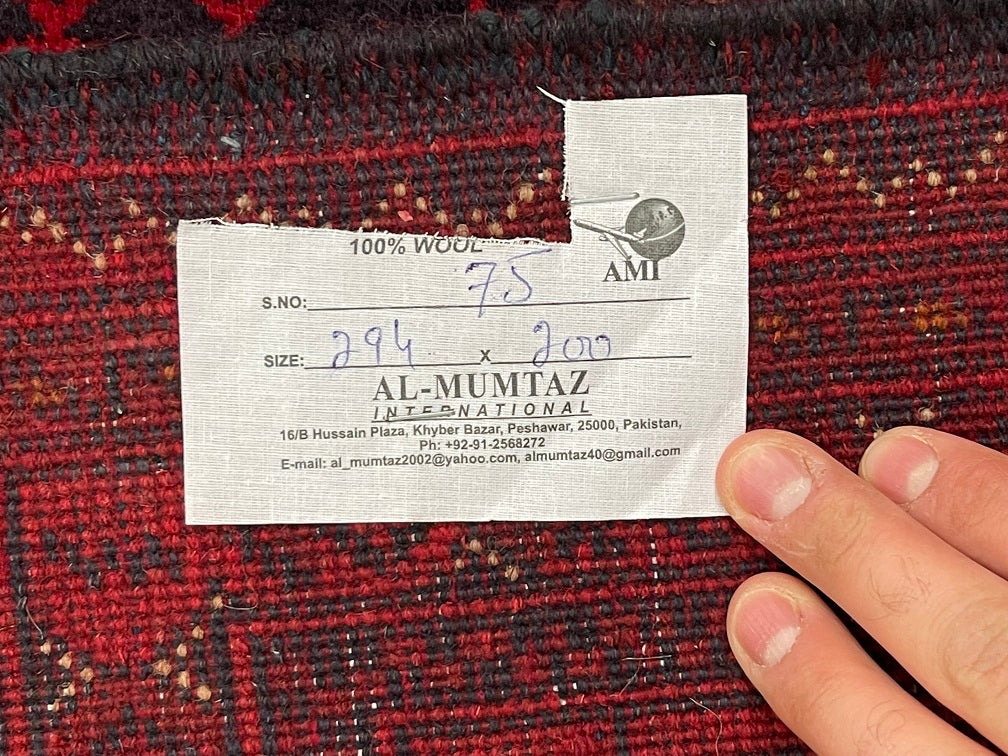 100% WOOL
AMI
S.NO: 75
SIZE: 294 x 200
AL-MUMTAZ
INTERNATIONAL
16/B Hussain Plaza, Khyber Bazar, Peshawar, 25000, Pakistan,
Ph: +92-91-2568272
E-mail: al_mumtaz2002@yahoo.com, almumtaz40@gmail.com